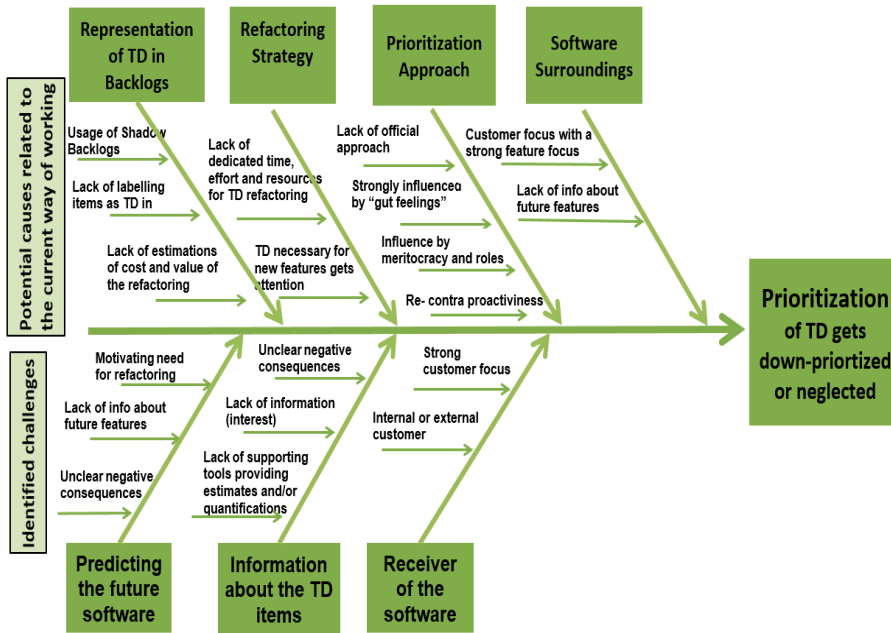 Representation
of TD in
Backlogs
Refactoring
Strategy
Prioritization
Approach
Software
Surroundings
Potential causes related to
the current way of working
Usage of Shadow
Backlogs
Lack of labelling
items as TD in
Lack of estimations
of cost and value of
the refactoring
Lack of
dedicated time,
effort and resources
for TD refactoring
TD necessary for
new features gets
attention
Lack of official
approach
Strongly influenced
by “gut feelings”
Influence by
meritocracy and roles
Re- contra proactiviness
Customer focus with a
strong feature focus
Lack of info about
future features
Prioritization
of TD gets
down-priortized
or neglected
Identified challenges
Motivating need
for refactoring
Lack of info about
future features
Unclear negative
consequences
Unclear negative
consequences
Lack of information
(interest)
Lack of supporting
tools providing
estimates and/or
quantifications
Strong
customer focus
Internal or external
customer
Predicting
the future
software
Information
about the TD
items
Receiver
of the
software